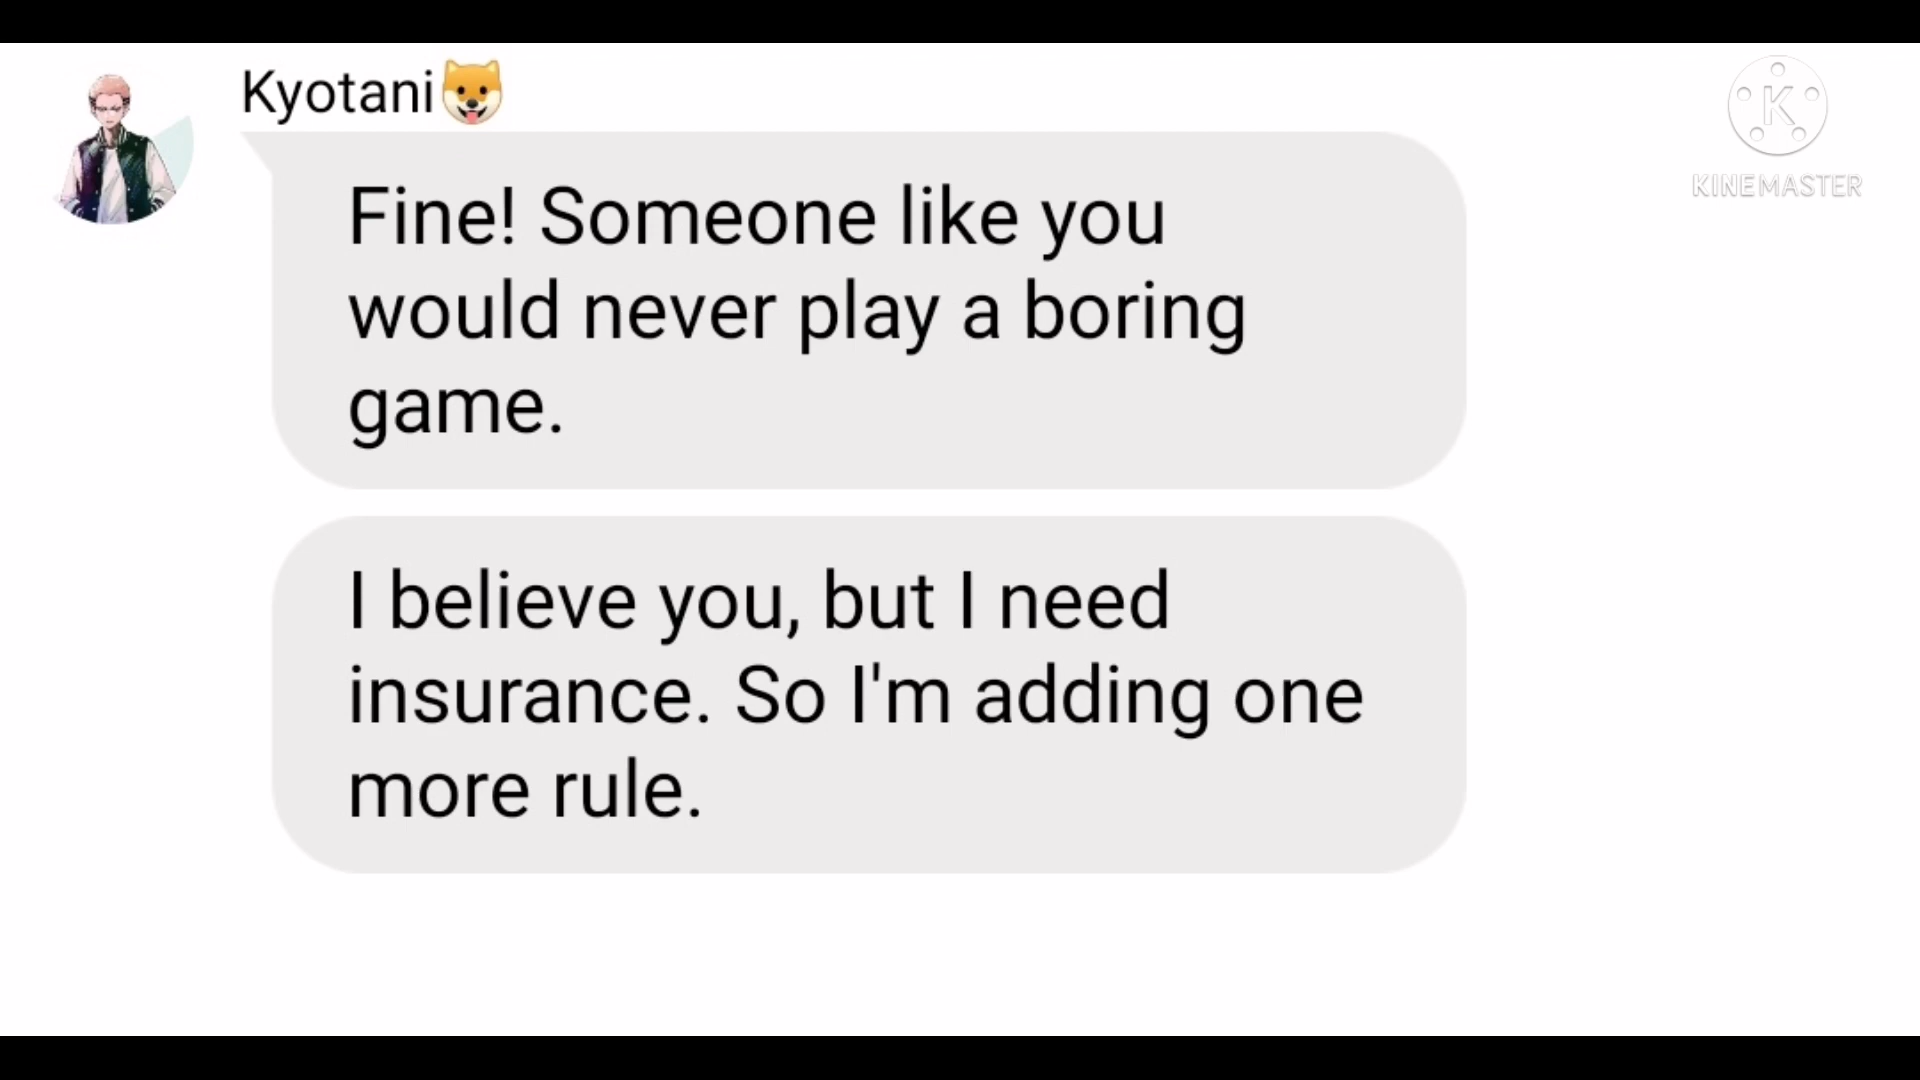 Kyotani🐶
Fine! Someone like you
would never play a boring
game.
I believe you, but I need
insurance. So I'm adding one
more rule.
K
KINEMASTER